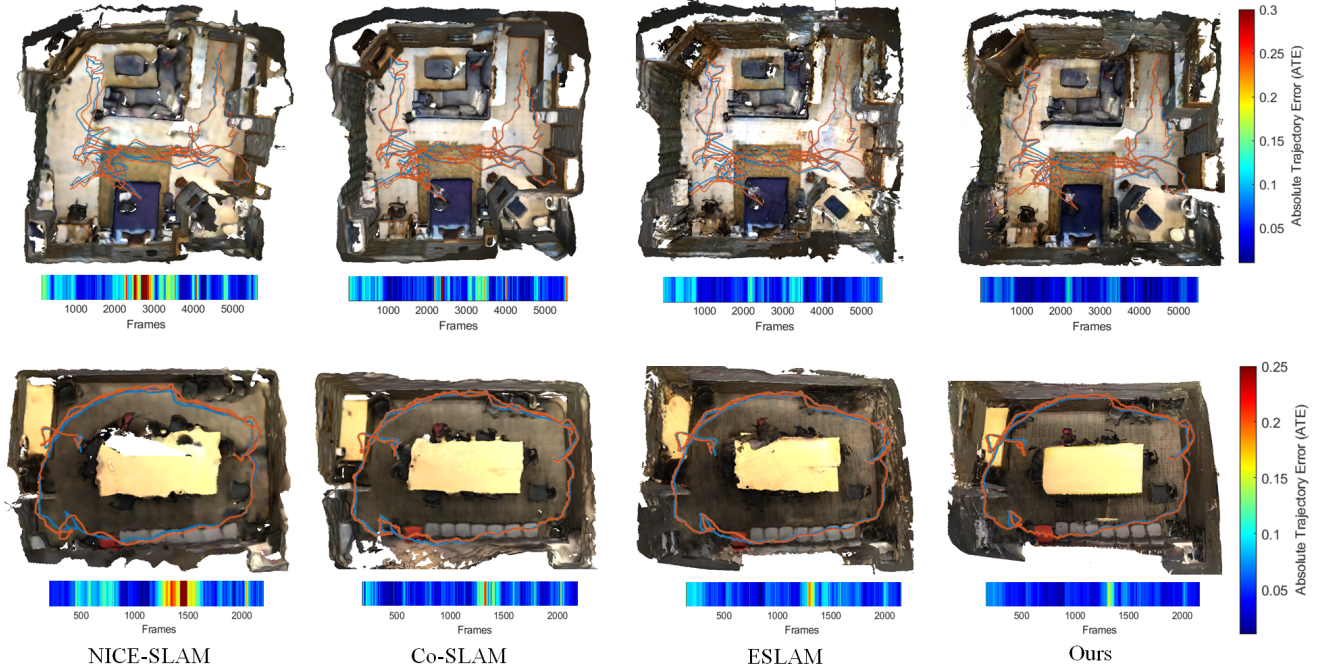 0.3
0.25
0.2
0.15
0.1
0.05
Absolute Trajectory Error (ATE)
1000 2000 3000 4000 5000
Frames
1000 2000 3000 4000 5000
Frames
1000 2000 3000 4000 5000
Frames
1000 2000 3000 4000 5000
Frames
0.25
0.2
0.15
0.1
0.05
Absolute Trajectory Error (ATE)
500 1000 1500 2000
Frames
500 1000 1500 2000
Frames
500 1000 1500 2000
Frames
500 1000 1500 2000
Frames
NICE-SLAM Co-SLAM ESLAM Ours